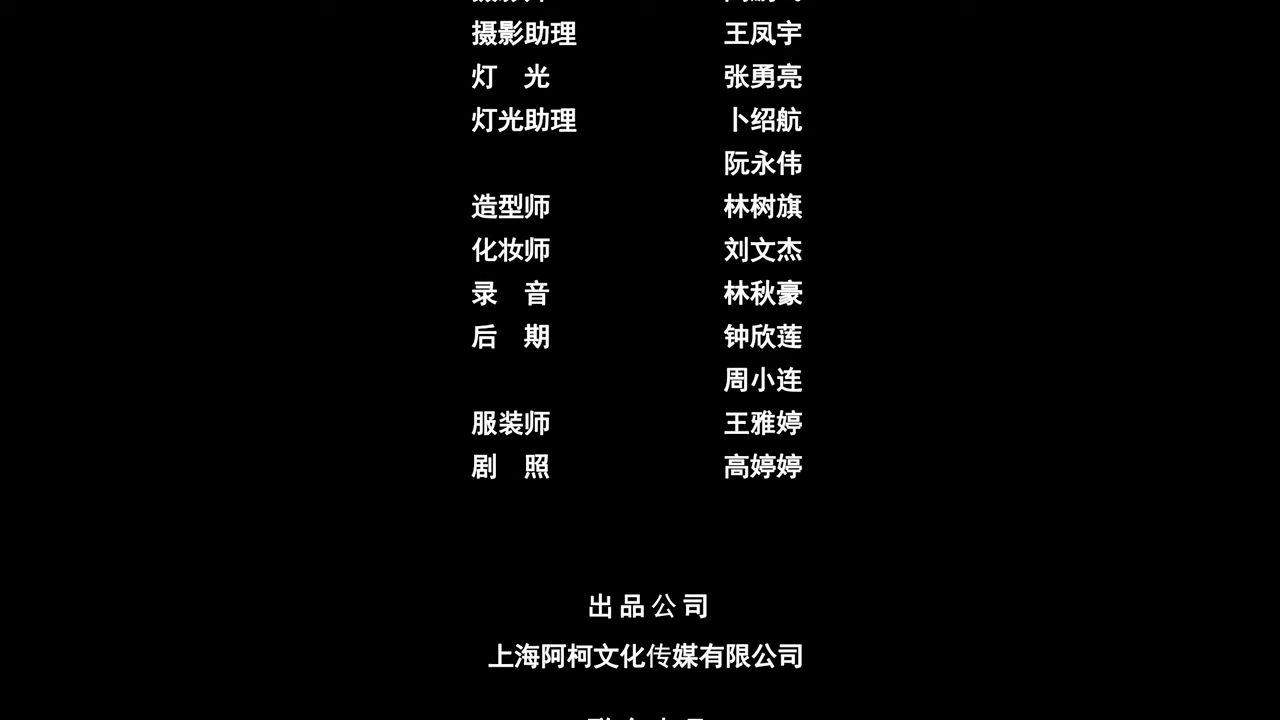 摄影助理 王凤宇
灯 光 张勇亮
灯光助理 卜绍航
阮永伟
造型师 林树旗
化妆师 刘文杰
录 音 林秋豪
后 期 钟欣莲
周小连
服装师 王雅婷
剧 照 高婷婷
出品公司
上海阿柯文化传媒有限公司